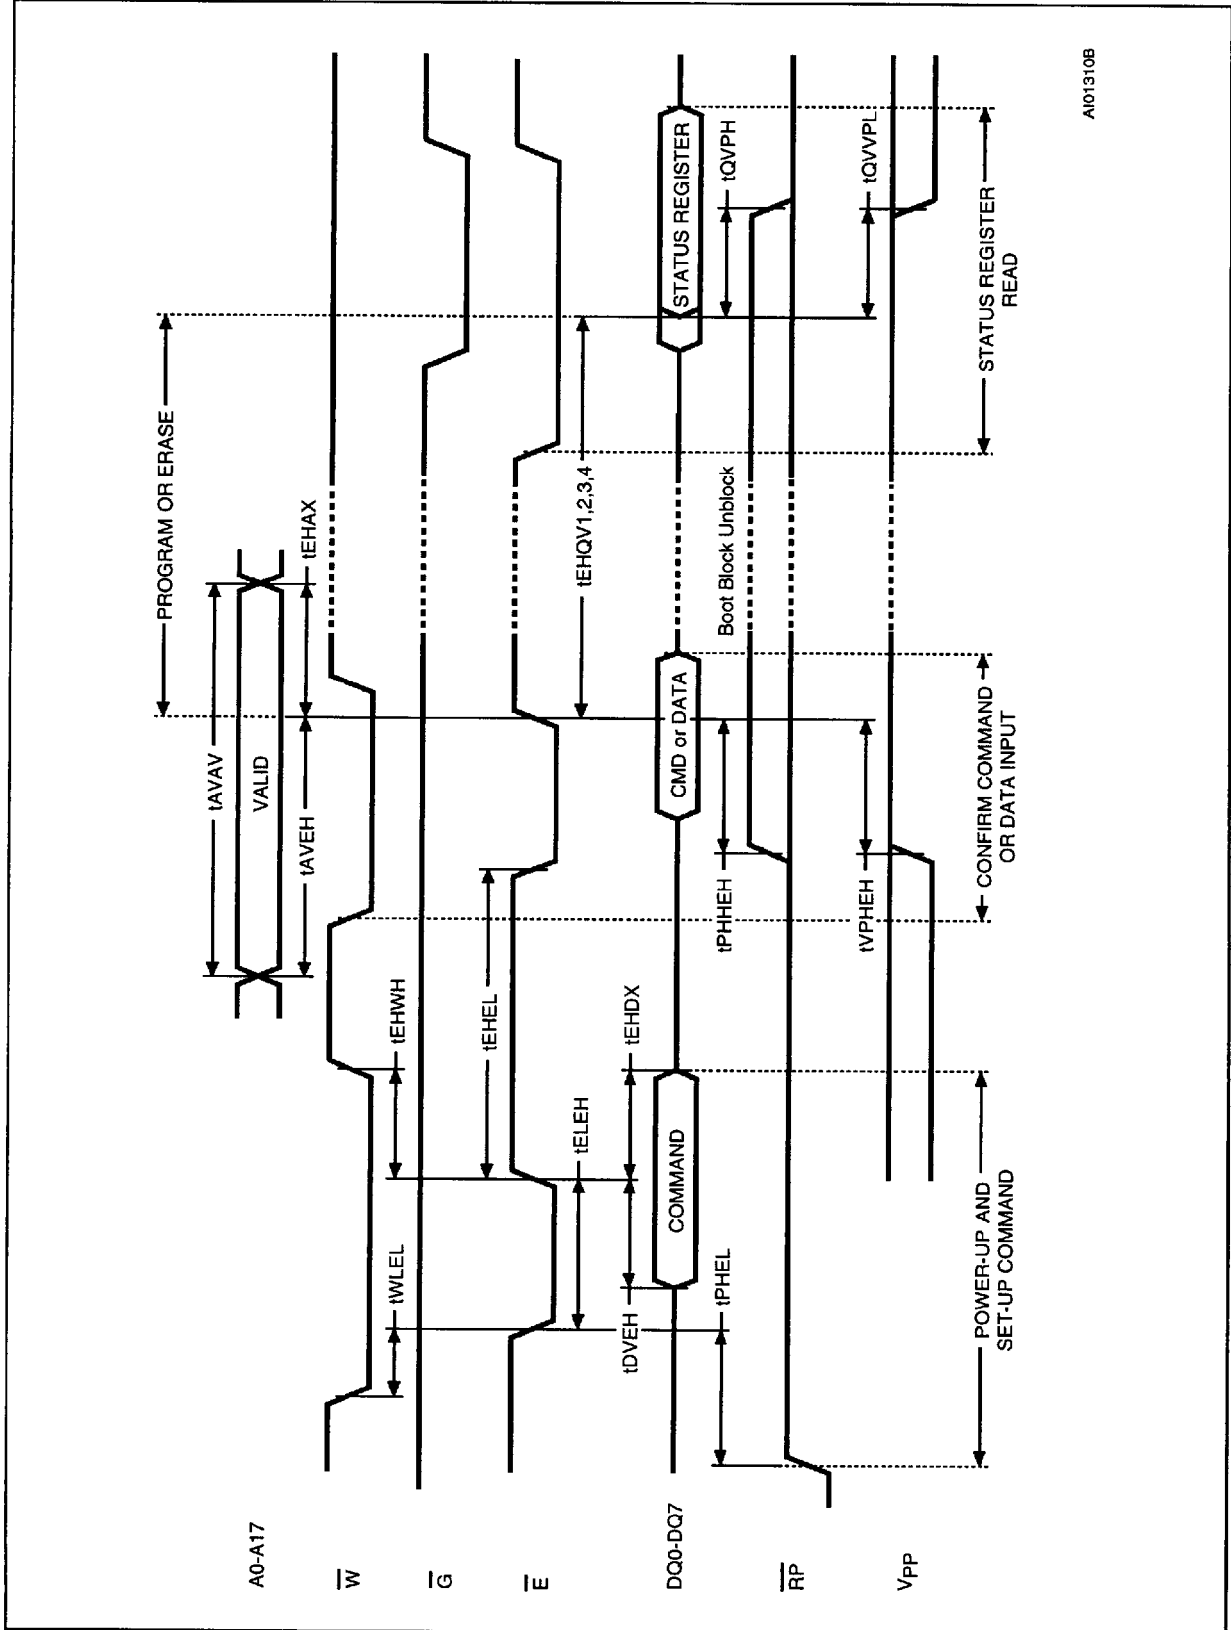 PROGRAM OR ERASE
tAVAV
A0-A17
VALID
tAVEH
tEHAX
W
tWLEL
tEHWH
G
tEHEL
E
tELEH
tEHQV1,2,3,4
tDVEH
tEHDX
DQ0-DQ7
COMMAND
CMD or DATA
STATUS REGISTER
tPHEL
tPHHEH
Boot Block Unblock
tQVPH
RP
tVPHEH
tQVVPL
VPP
POWER-UP AND
SET-UP COMMAND
CONFIRM COMMAND
OR DATA INPUT
STATUS REGISTER
READ
AI01310B